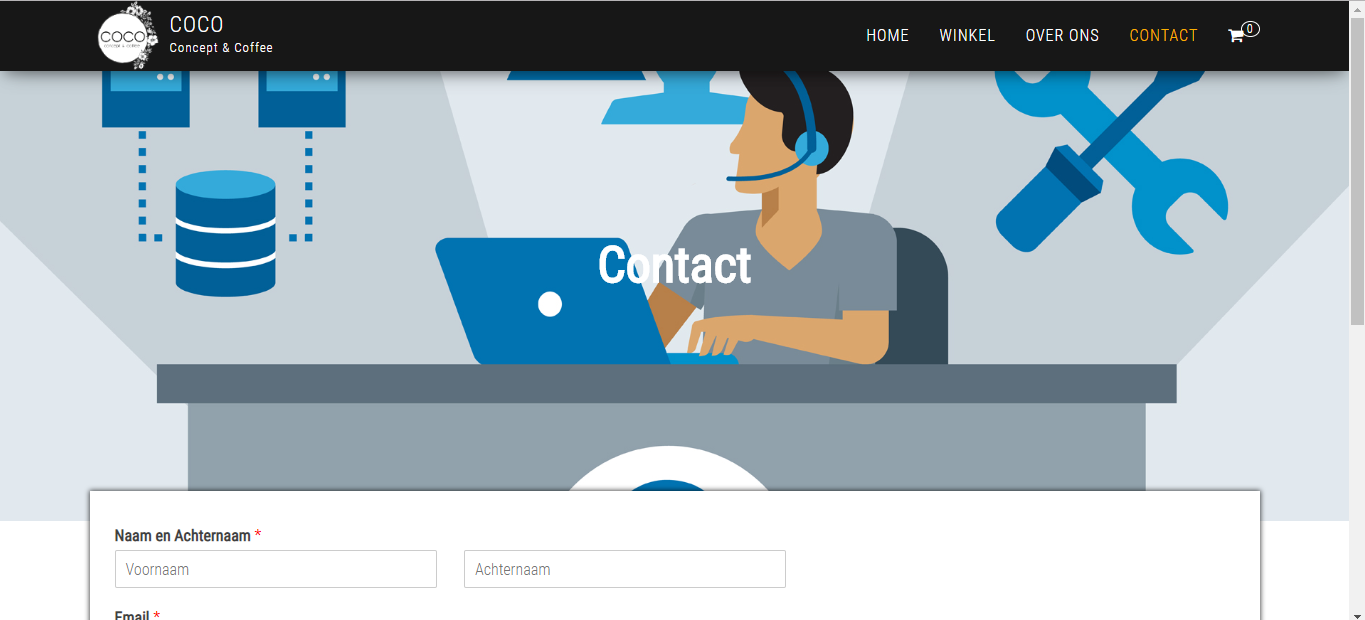 COCO
concept & coffee
COCO
Concept & Coffee
HOME
WINKEL
OVER ONS
CONTACT
0
Contact
Naam en Achternaam *
Voornaam
Achternaam
Email *